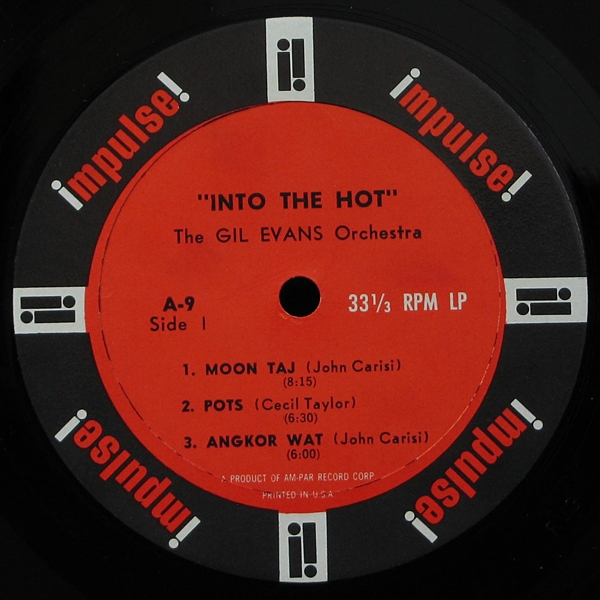 impulse!
impulse!
"INTO THE HOT"
The GIL EVANS Orchestra
A-9
33⅓ RPM LP
Side 1
1. MOON TAJ (John Carisi)
(8:15)
2. POTS (Cecil Taylor)
(6:30)
3. ANGKOR WAT (John Carisi)
(6:00)
A PRODUCT OF AM-PAR RECORD CORP.
PRINTED IN U.S.A.
impulse!
impulse!